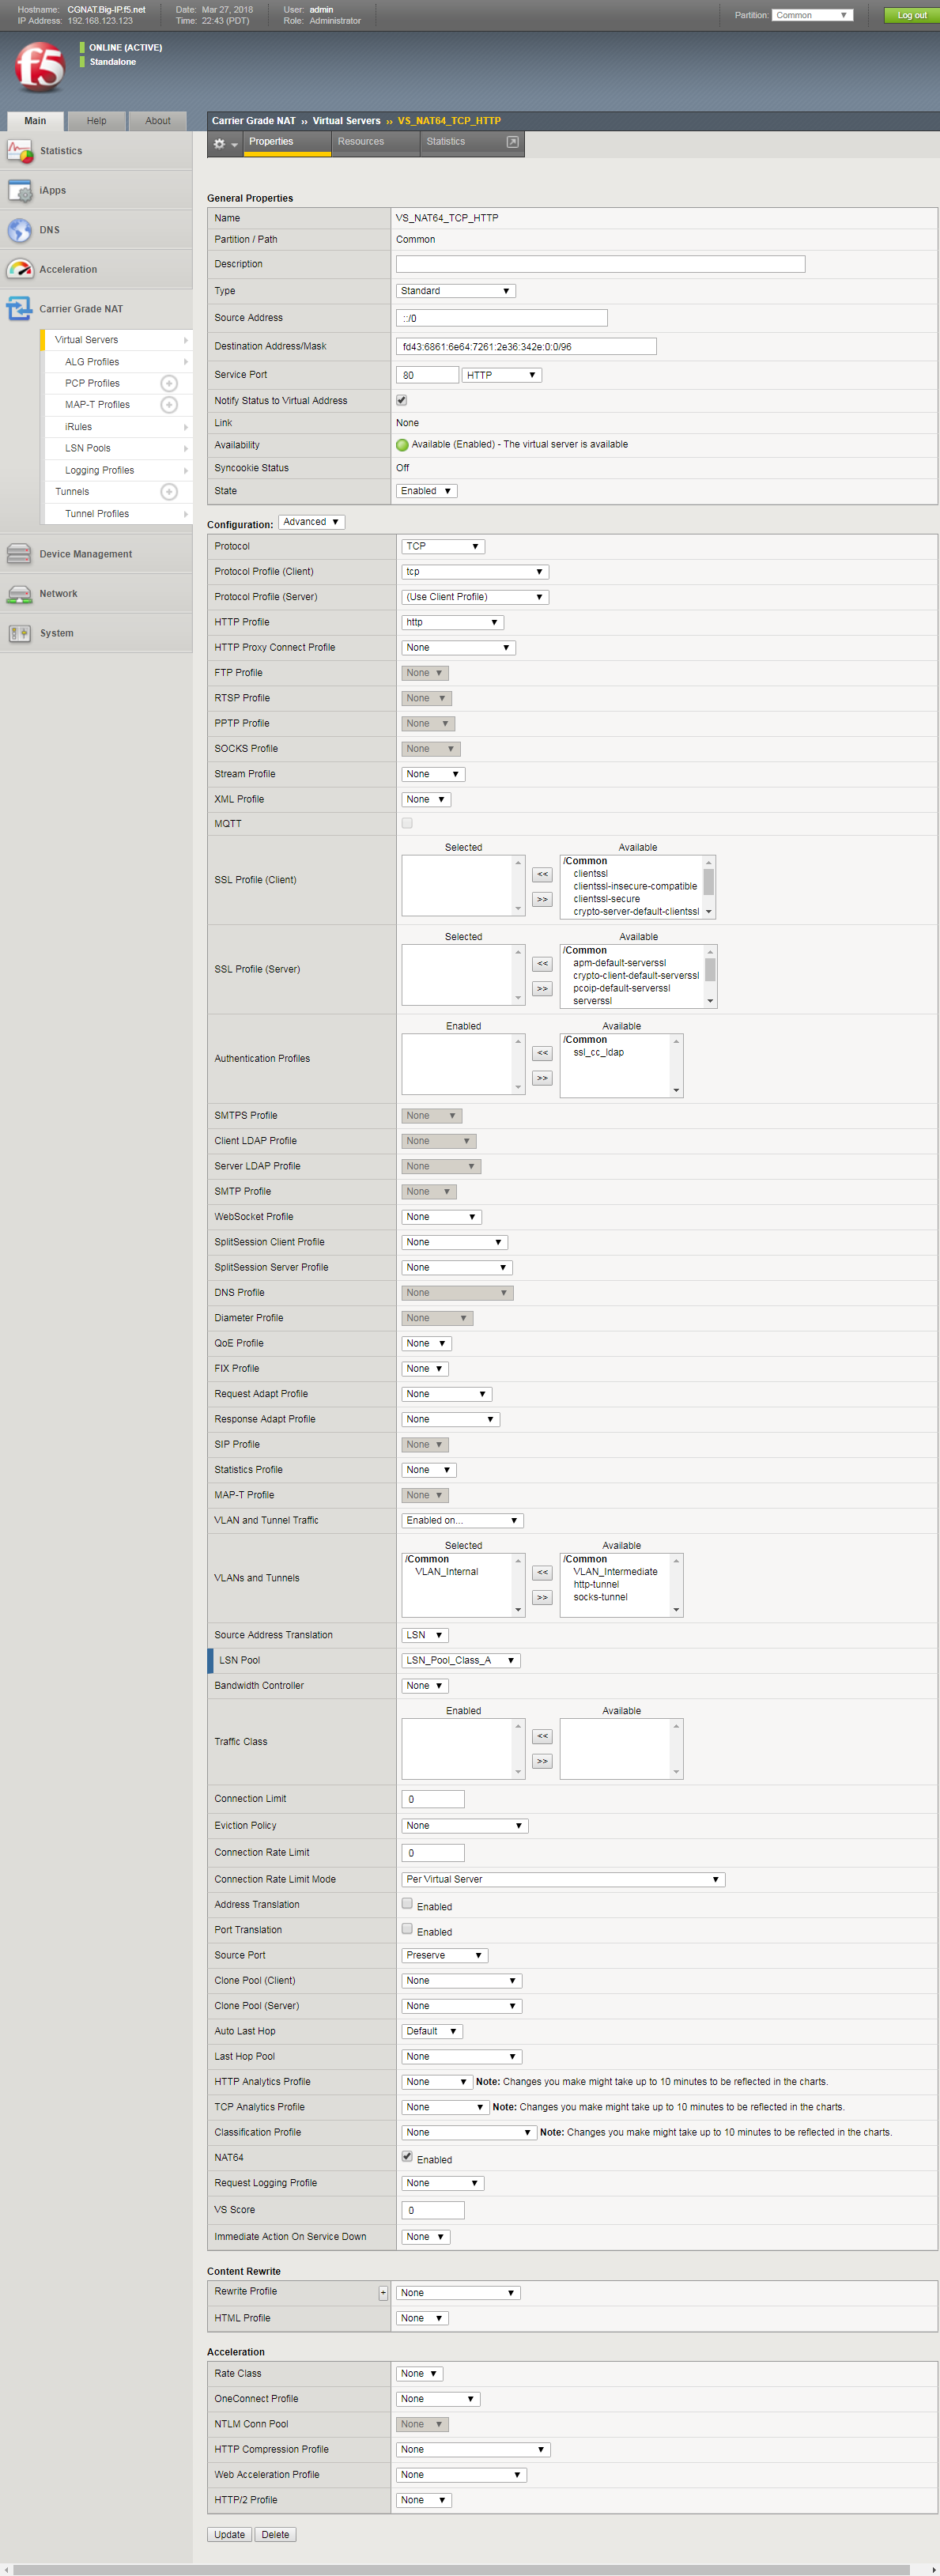 Hostname: CGNAT.Big-IP.f5.net Date: Mar 27, 2018 User: admin
IP Address: 192.168.123.123 Time: 22:43 (PDT) Role: Administrator
Partition: Common Log out
f5
ONLINE (ACTIVE)
Standalone
Main Help About
Statistics
iApps
DNS
Acceleration
Carrier Grade NAT
Virtual Servers
ALG Profiles
PCP Profiles
MAP-T Profiles
iRules
LSN Pools
Logging Profiles
Tunnels
Tunnel Profiles
Device Management
Network
System
Carrier Grade NAT ›› Virtual Servers ›› VS_NAT64_TCP_HTTP
Properties Resources Statistics
General Properties
Name VS_NAT64_TCP_HTTP
Partition / Path Common
Description
Type Standard
Source Address ::/0
Destination Address/Mask fd43:6861:6e64:7261:2e36:342e:0:0/96
Service Port 80 HTTP
Notify Status to Virtual Address
Link None
Availability Available (Enabled) - The virtual server is available
Syncookie Status Off
State Enabled
Configuration: Advanced
Protocol TCP
Protocol Profile (Client) tcp
Protocol Profile (Server) (Use Client Profile)
HTTP Profile http
HTTP Proxy Connect Profile None
FTP Profile None
RTSP Profile None
PPTP Profile None
SOCKS Profile None
Stream Profile None
XML Profile None
MQTT
SSL Profile (Client)
Selected Available
<< >>
/Common
clientssl
clientssl-insecure-compatible
clientssl-secure
crypto-server-default-clientssl
SSL Profile (Server)
Selected Available
<< >>
/Common
apm-default-serverssl
crypto-client-default-serverssl
pcoip-default-serverssl
serverssl
Authentication Profiles
Enabled Available
<< >>
/Common
ssl_cc_ldap
SMTPS Profile None
Client LDAP Profile None
Server LDAP Profile None
SMTP Profile None
WebSocket Profile None
SplitSession Client Profile None
SplitSession Server Profile None
DNS Profile None
Diameter Profile None
QoE Profile None
FIX Profile None
Request Adapt Profile None
Response Adapt Profile None
SIP Profile None
Statistics Profile None
MAP-T Profile None
VLAN and Tunnel Traffic Enabled on...
VLANs and Tunnels
Selected Available
/Common
VLAN_Internal
<< >>
/Common
VLAN_Intermediate
http-tunnel
socks-tunnel
Source Address Translation LSN
LSN Pool LSN_Pool_Class_A
Bandwidth Controller None
Traffic Class
Enabled Available
<< >>
Connection Limit 0
Eviction Policy None
Connection Rate Limit 0
Connection Rate Limit Mode Per Virtual Server
Address Translation Enabled
Port Translation Enabled
Source Port Preserve
Clone Pool (Client) None
Clone Pool (Server) None
Auto Last Hop Default
Last Hop Pool None
HTTP Analytics Profile None Note: Changes you make might take up to 10 minutes to be reflected in the charts.
TCP Analytics Profile None Note: Changes you make might take up to 10 minutes to be reflected in the charts.
Classification Profile None Note: Changes you make might take up to 10 minutes to be reflected in the charts.
NAT64 Enabled
Request Logging Profile None
VS Score 0
Immediate Action On Service Down None
Content Rewrite
Rewrite Profile + None
HTML Profile None
Acceleration
Rate Class None
OneConnect Profile None
NTLM Conn Pool None
HTTP Compression Profile None
Web Acceleration Profile None
HTTP/2 Profile None
Update Delete